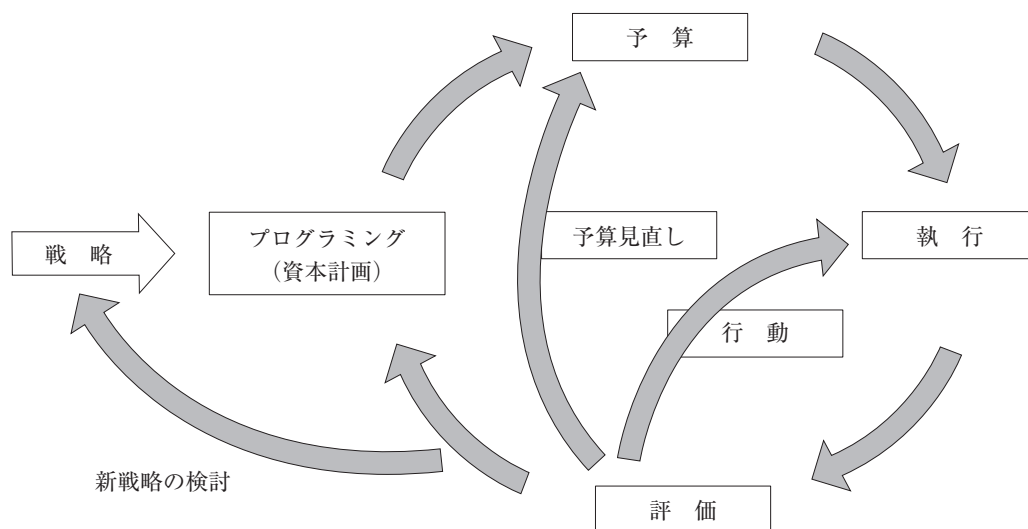 予　算
戦　略
プログラミング
（資本計画）
予算見直し
執　行
行　動
新戦略の検討
評　価